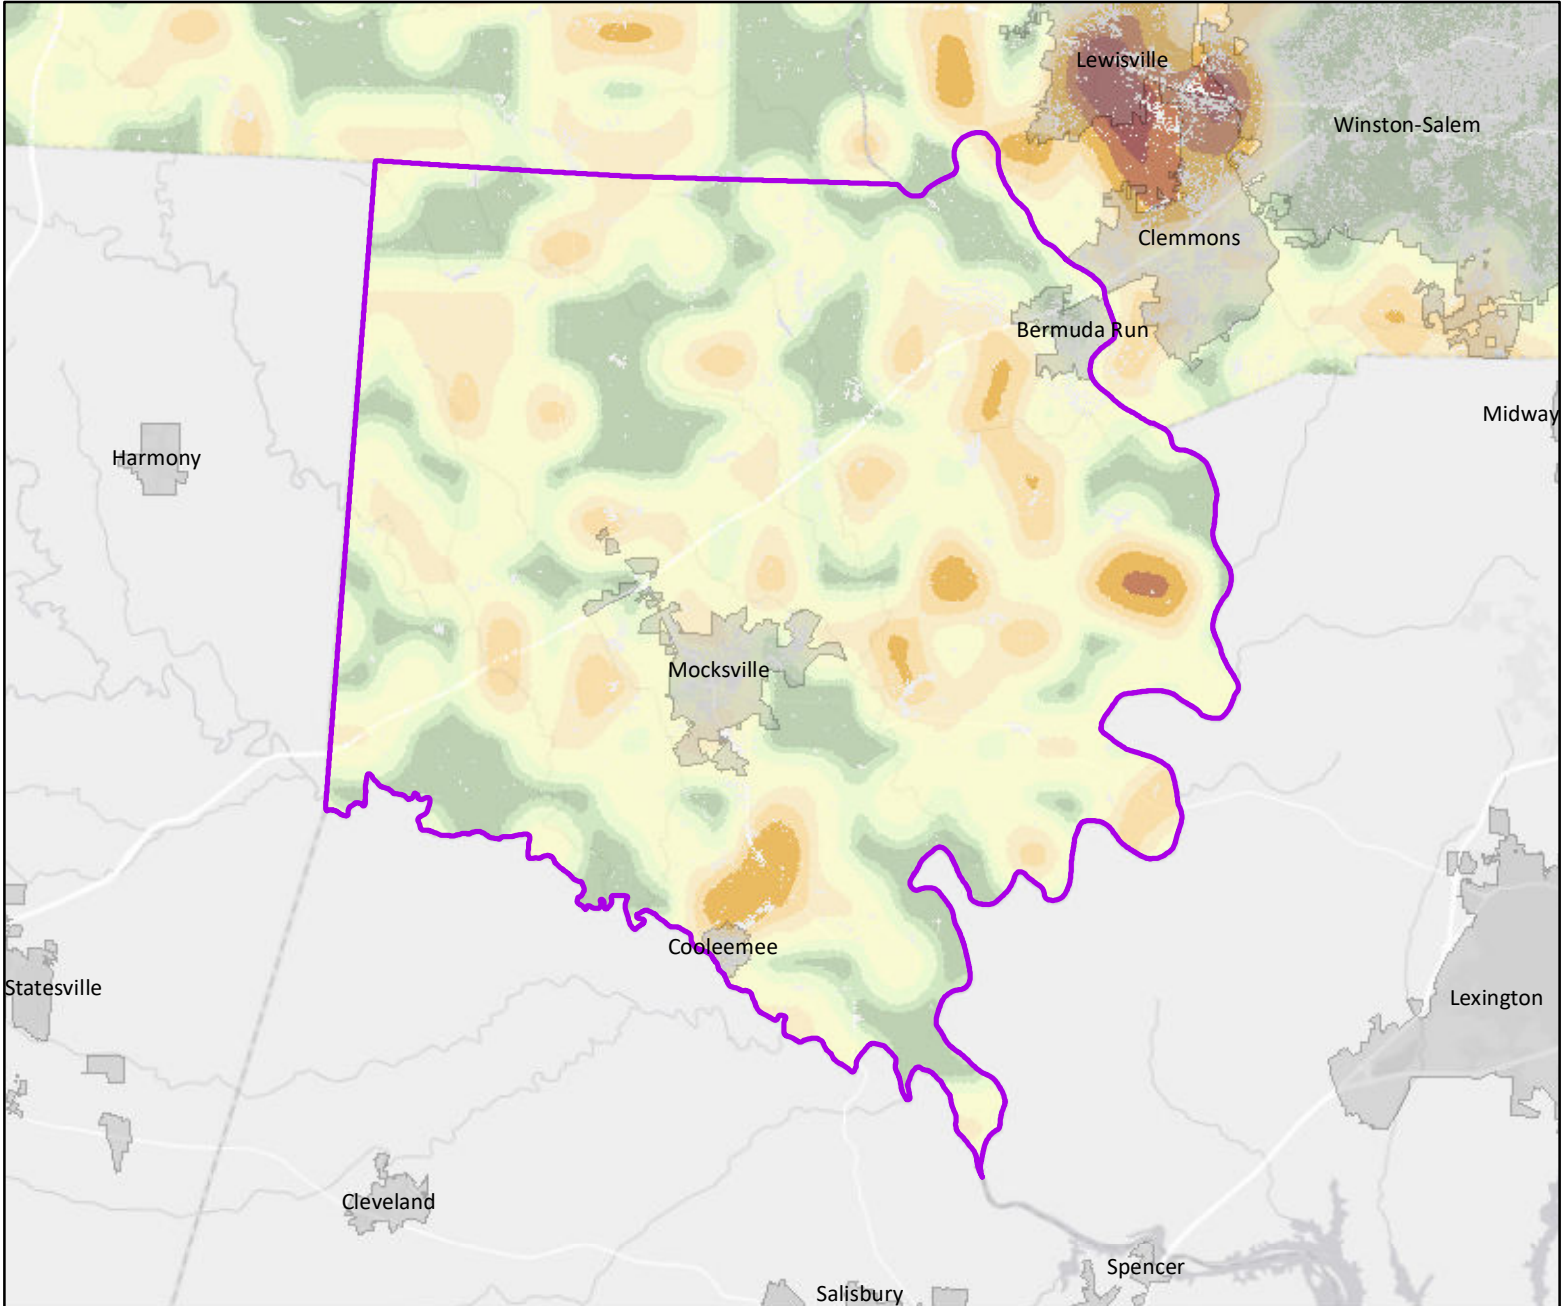 Lewisville
Winston-Salem
Clemmons
Bermuda Run
Midway
Harmony
Mocksville
Cooleemee
Statesville
Lexington
Cleveland
Spencer
Salisbury